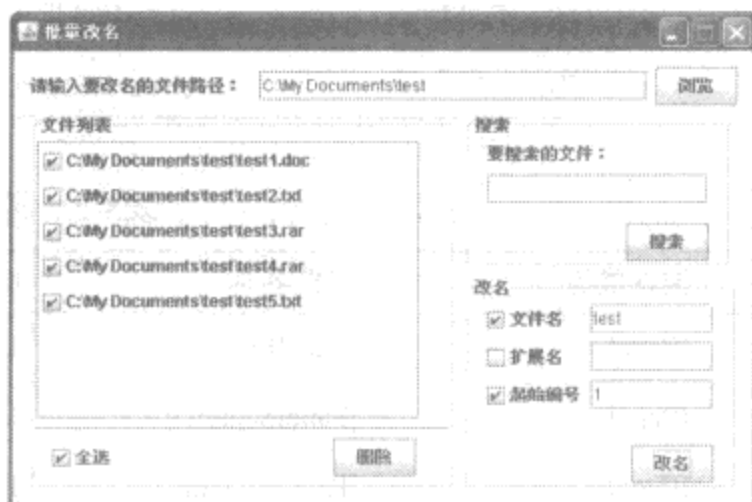 批量改名
请输入要改名的文件路径： C:\My Documents\test 浏览
文件列表
C:\My Documents\test\test1.doc
C:\My Documents\test\test2.txt
C:\My Documents\test\test3.rar
C:\My Documents\test\test4.rar
C:\My Documents\test\test5.txt
全选 删除
搜索
要搜索的文件：
搜索
改名
文件名 test
扩展名
起始编号 1
改名